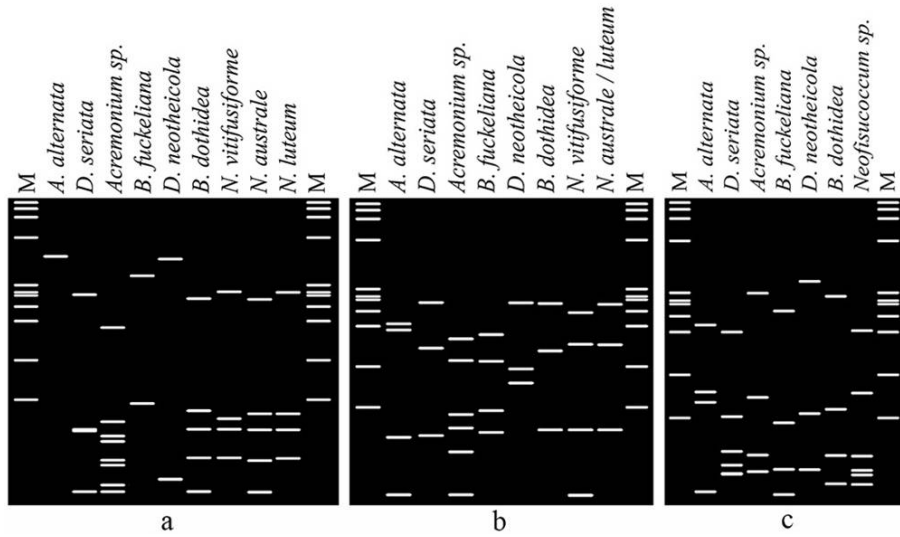 M
A. alternata
D. seriata
Acremonium sp.
B. fuckeliana
D. neotheicola
B. dothidea
N. vitifusiforme
N. australe
N. luteum
M
M
A. alternata
D. seriata
Acremonium sp.
B. fuckeliana
D. neotheicola
B. dothidea
N. vitifusiforme
N. australe / luteum
M
M
A. alternata
D. seriata
Acremonium sp.
B. fuckeliana
D. neotheicola
B. dothidea
Neofisucoccum sp.
M
a
b
c